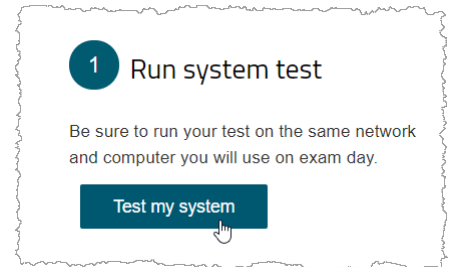 1 Run system test
Be sure to run your test on the same network
and computer you will use on exam day.
Test my system